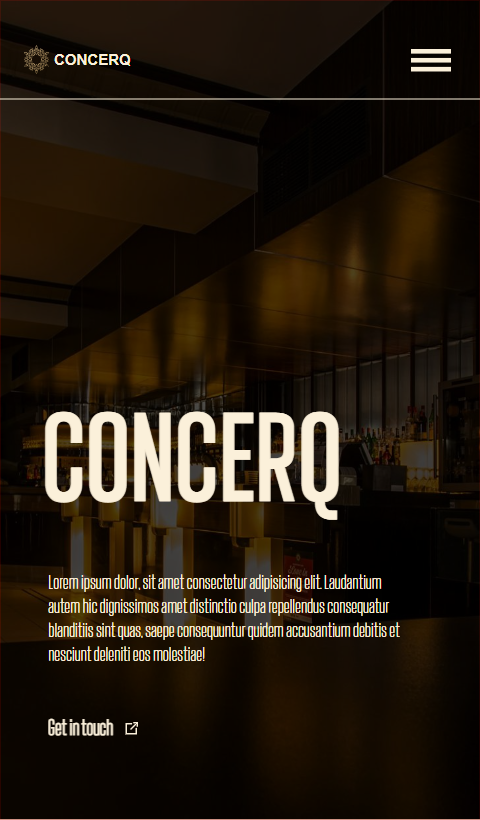 CONCERQ
CONCERQ
Lorem ipsum dolor, sit amet consectetur adipisicing elit. Laudantium
autem hic dignissimos amet distinctio culpa repellendus consequatur
blanditiis sint quas, saepe consequuntur quidem accusantium debitis et
nesciunt deleniti eos molestiae!
Get in touch